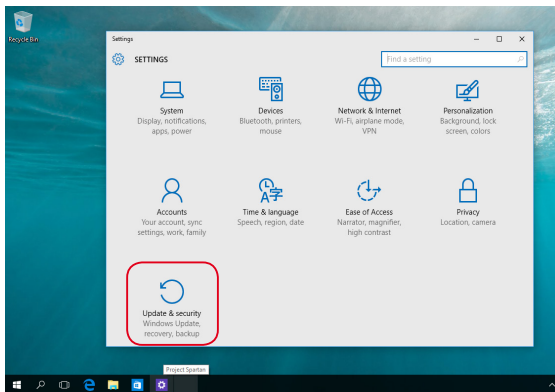 Recycle Bin
Settings
SETTINGS
Find a setting
System
Display, notifications,
apps, power
Devices
Bluetooth, printers,
mouse
Network & Internet
Wi-Fi, airplane mode,
VPN
Personalization
Background, lock
screen, colors
Accounts
Your account, sync
settings, work, family
Time & language
Speech, region, date
Ease of Access
Narrator, magnifier,
high contrast
Privacy
Location, camera
Update & security
Windows Update,
recovery, backup
Project Spartan